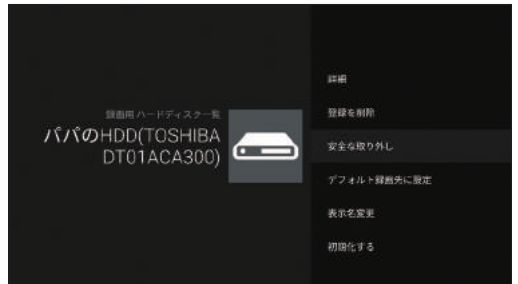 録画用 ハードディスク一覧
パパのHDD(TOSHIBA
DT01ACA300)
詳細
登録を削除
安全な取り外し
デフォルト録画先に設定
表示名変更
初期化する